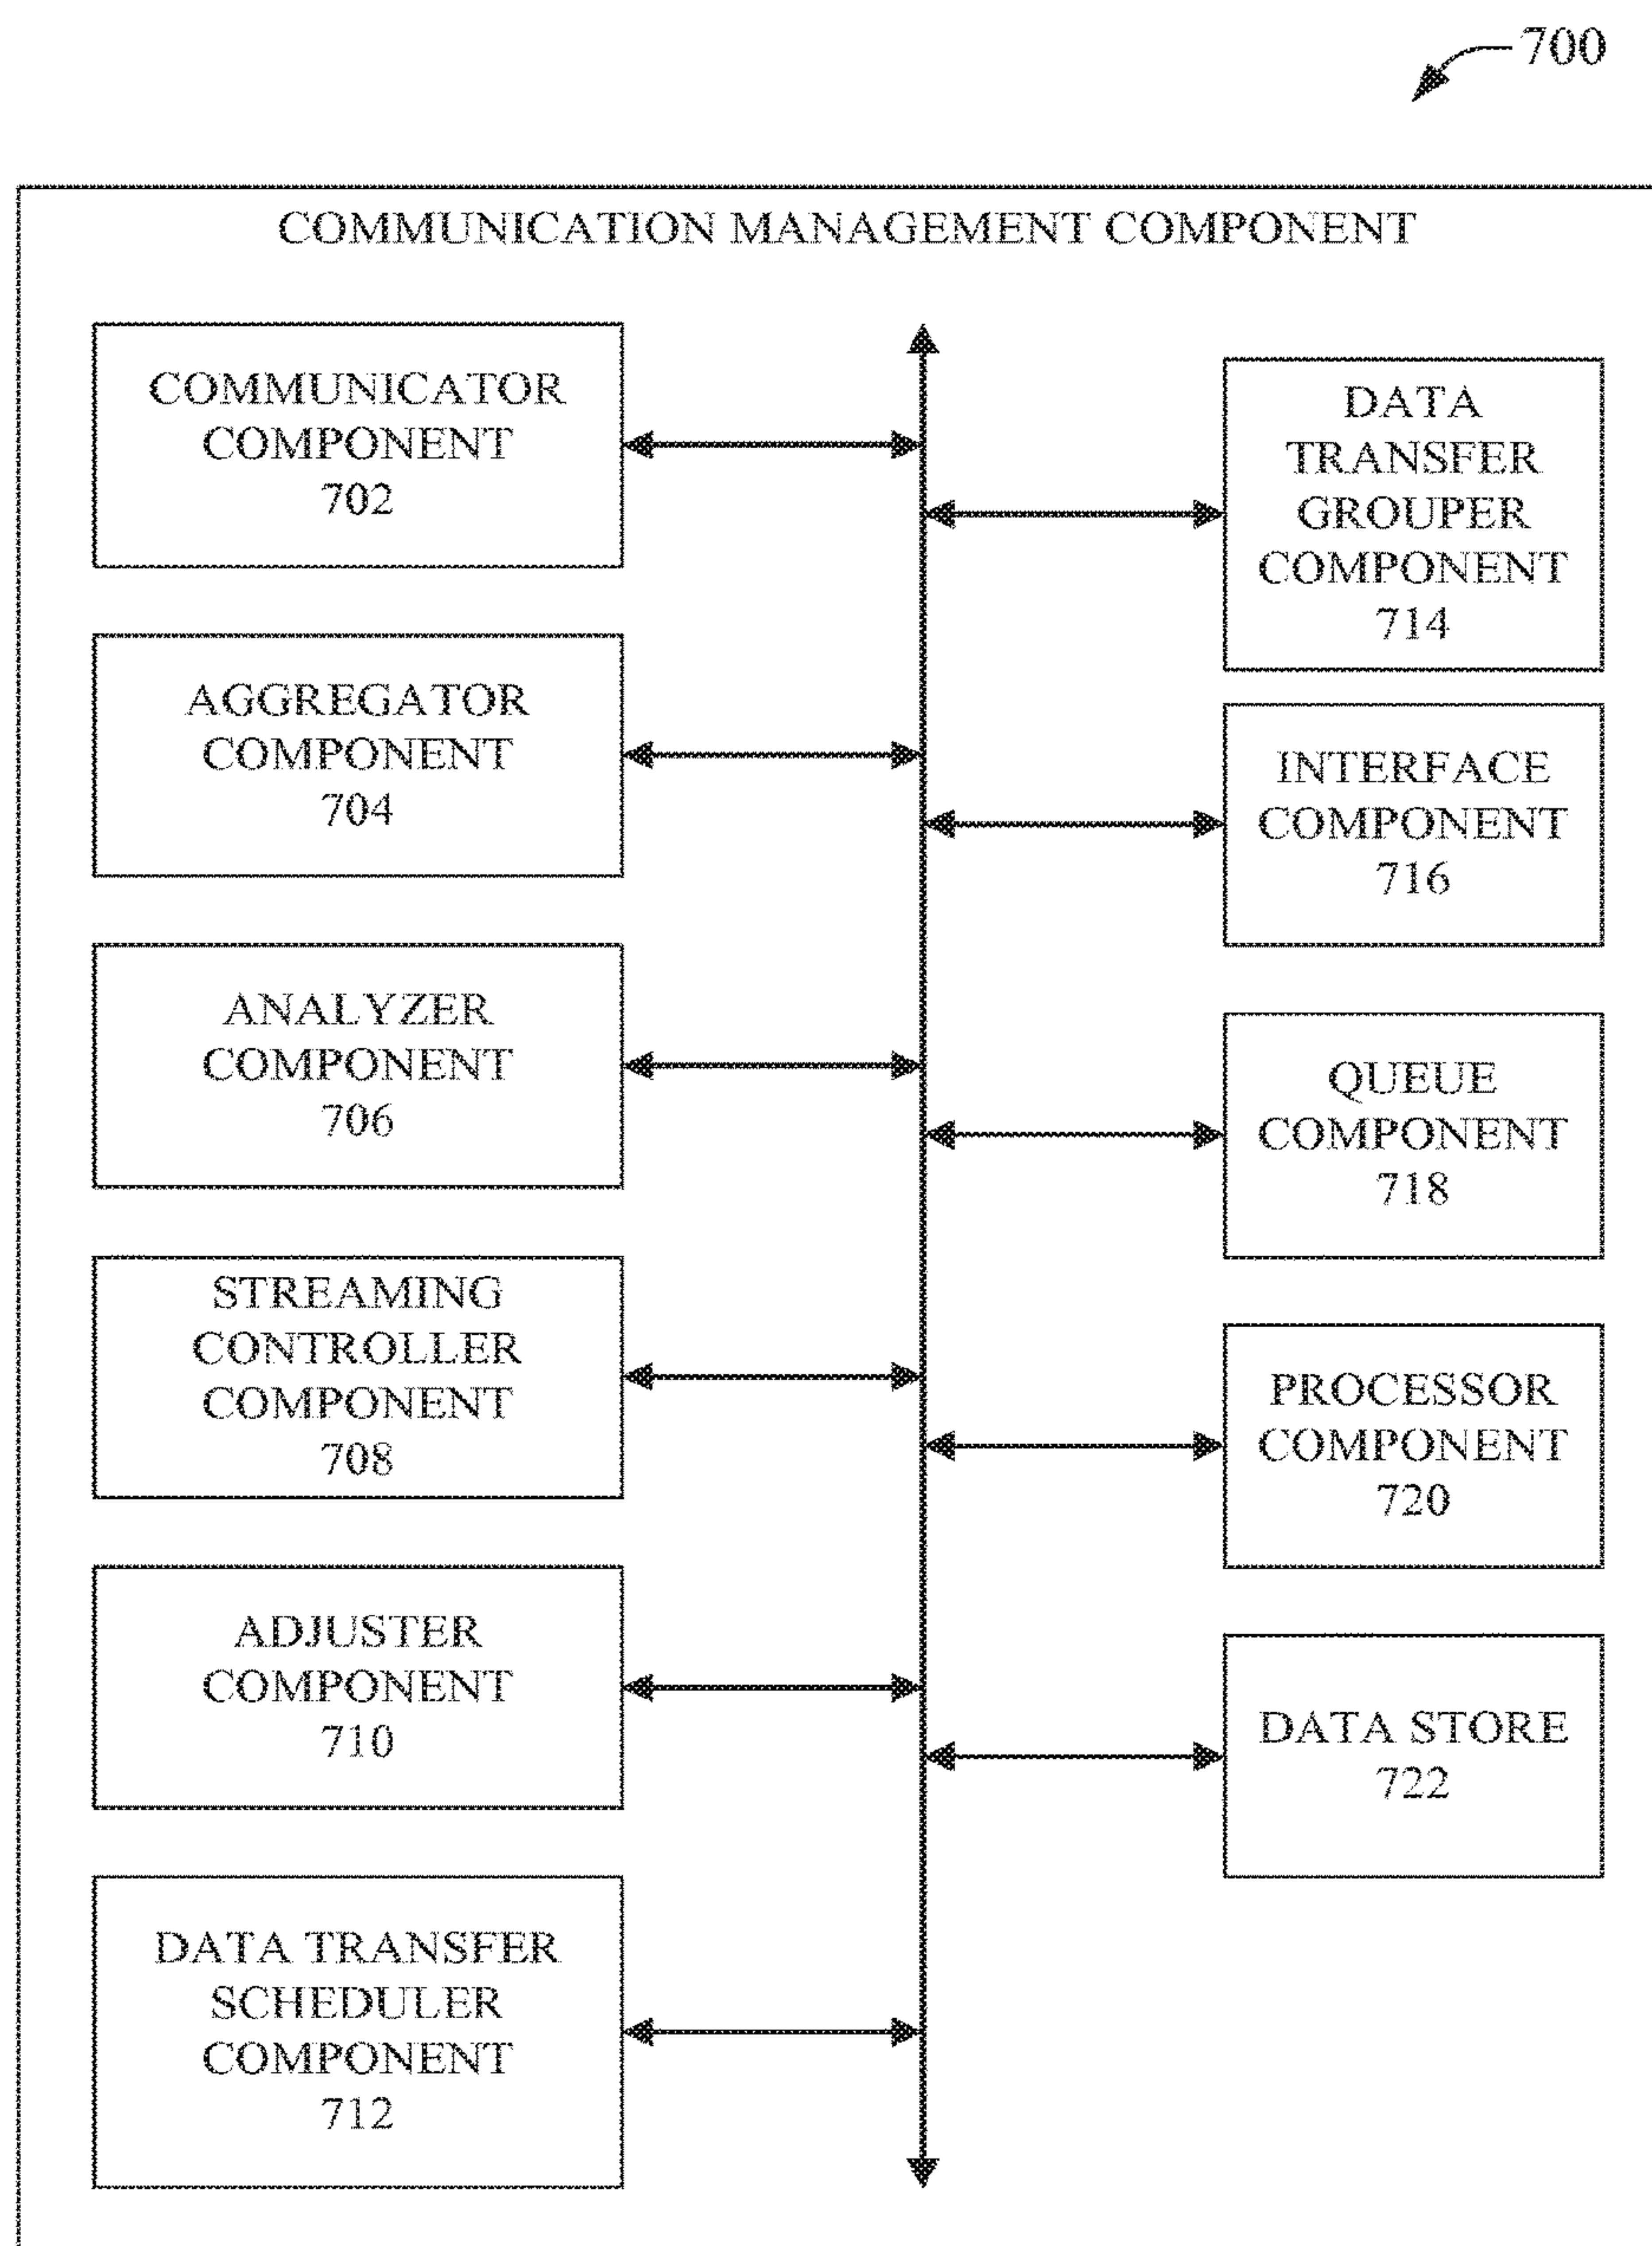 700
COMMUNICATION MANAGEMENT COMPONENT
COMMUNICATOR
COMPONENT
702
AGGREGATOR
COMPONENT
704
ANALYZER
COMPONENT
706
STREAMING
CONTROLLER
COMPONENT
708
ADJUSTER
COMPONENT
710
DATA TRANSFER
SCHEDULER
COMPONENT
712
DATA
TRANSFER
GROUPER
COMPONENT
714
INTERFACE
COMPONENT
716
QUEUE
COMPONENT
718
PROCESSOR
COMPONENT
720
DATA STORE
722